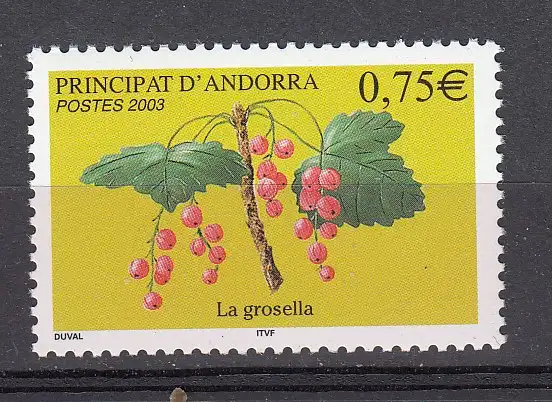 PRINCIPAT D'ANDORRA 0,75€
POSTES 2003
La grosella
DUVAL ITVF